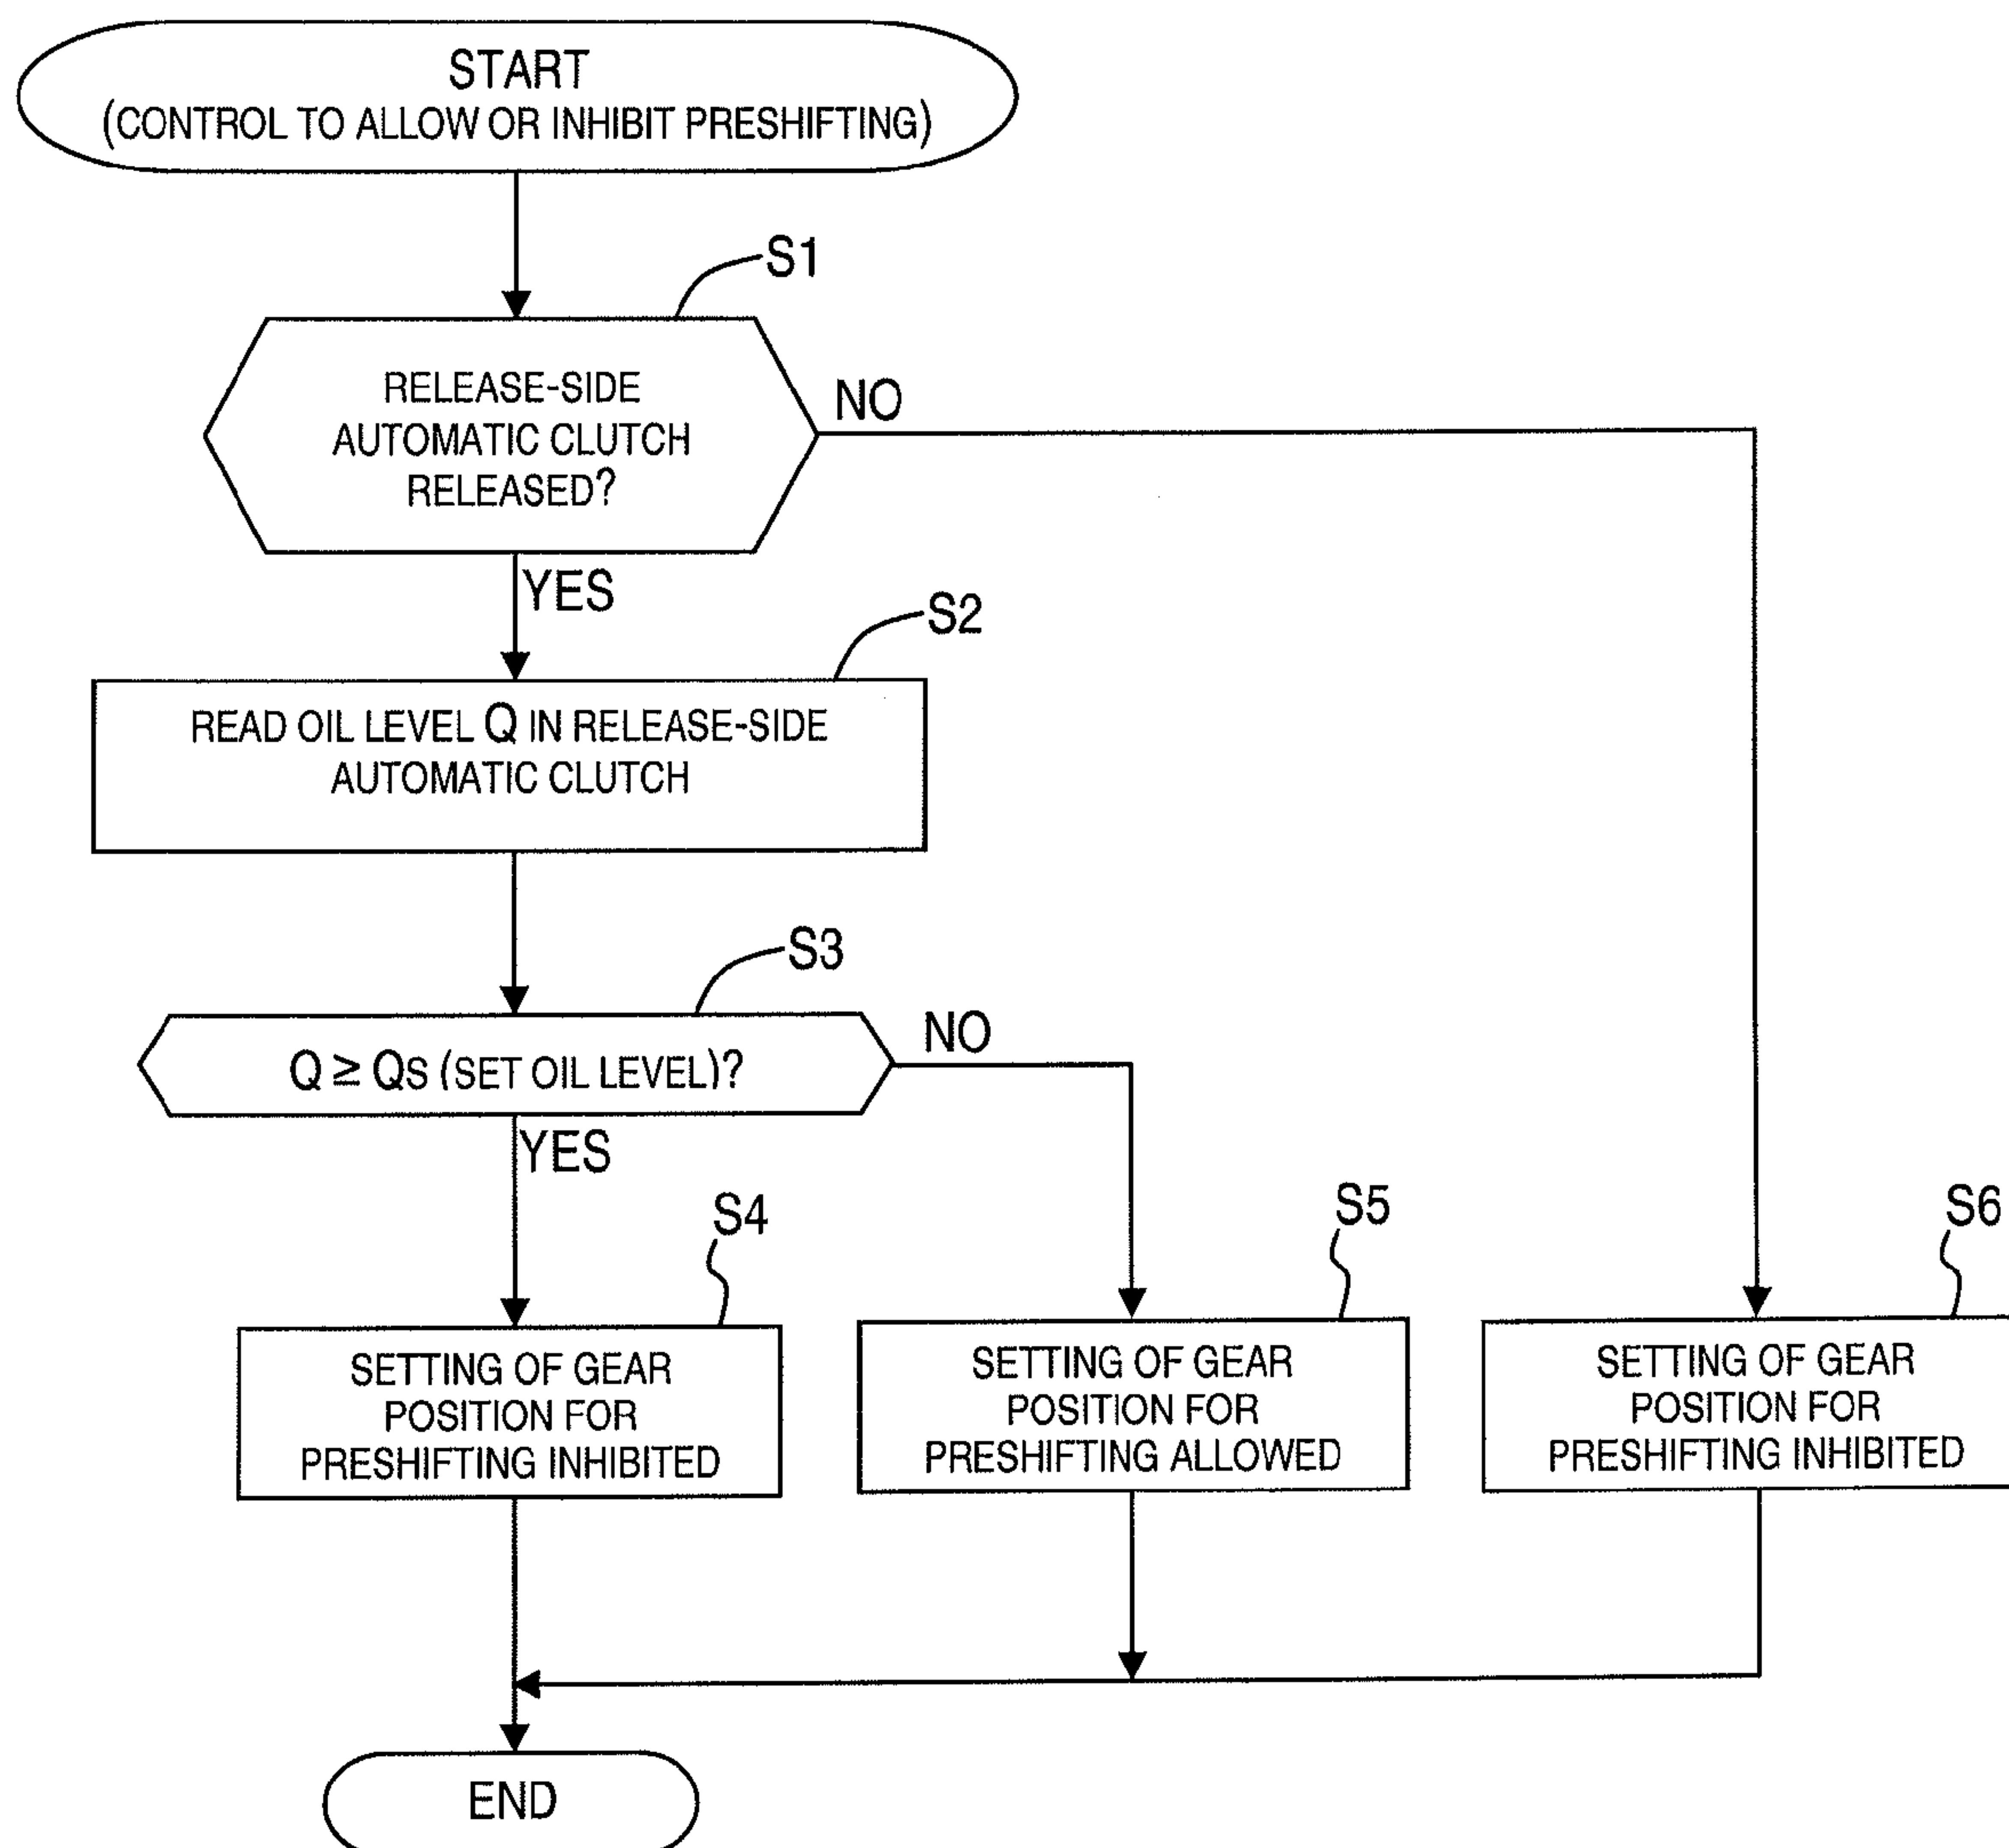 START
(CONTROL TO ALLOW OR INHIBIT PRESHIFTING)
S1
RELEASE-SIDE
AUTOMATIC CLUTCH
RELEASED?
NO
YES
S2
READ OIL LEVEL Q IN RELEASE-SIDE
AUTOMATIC CLUTCH
S3
Q ≥ QS (SET OIL LEVEL)?
NO
YES
S4
SETTING OF GEAR
POSITION FOR
PRESHIFTING INHIBITED
S5
SETTING OF GEAR
POSITION FOR
PRESHIFTING ALLOWED
S6
SETTING OF GEAR
POSITION FOR
PRESHIFTING INHIBITED
END